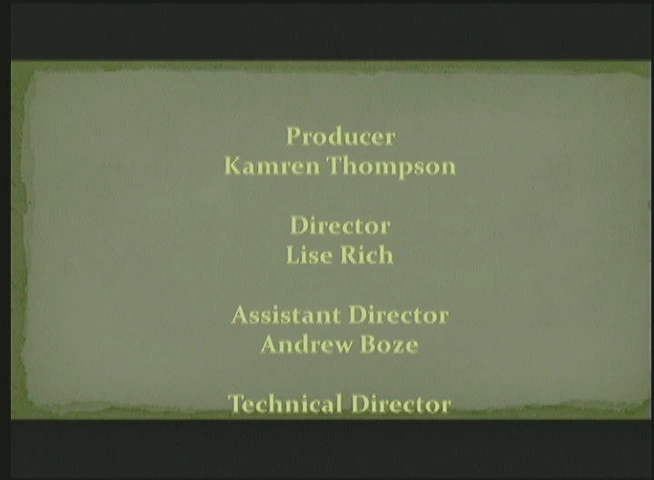 Producer
Kamren Thompson
Director
Lise Rich
Assistant Director
Andrew Boze
Technical Director